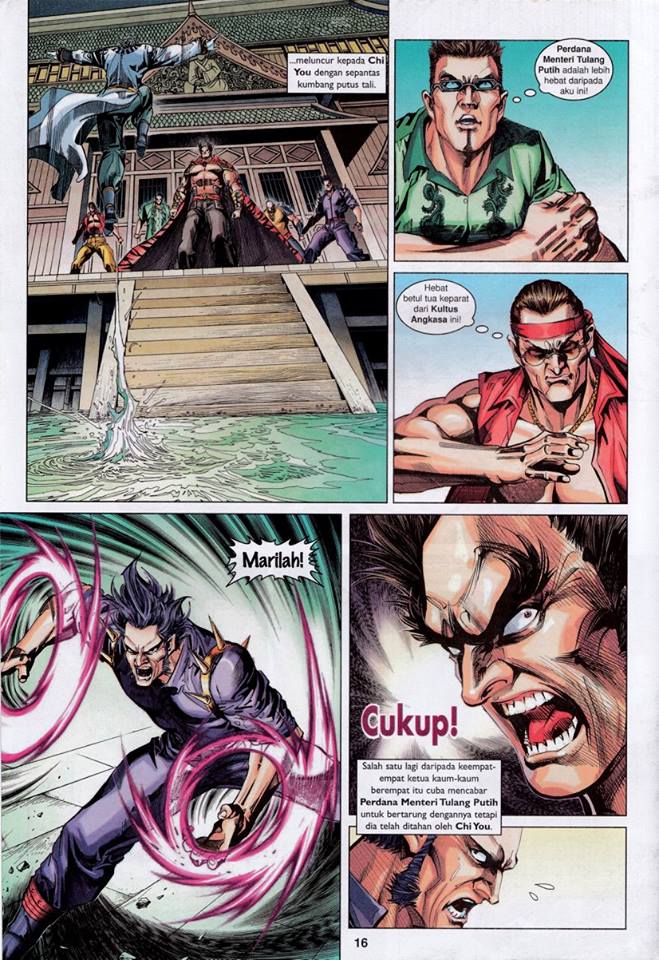 ...meluncur kepada Chi
You dengan sepantas
kumbang putus tali.
Perdana
Menteri Tulang
Putih adalah lebih
hebat daripada
aku ini!
Hebat
betul tua keparat
dari Kultus
Angkasa ini!
Marilah!
Cukup!
Salah satu lagi daripada keempat-
empat ketua kaum-kaum
berempat itu cuba mencabar
Perdana Menteri Tulang Putih
untuk bertarung dengannya tetapi
dia telah ditahan oleh Chi You.
16